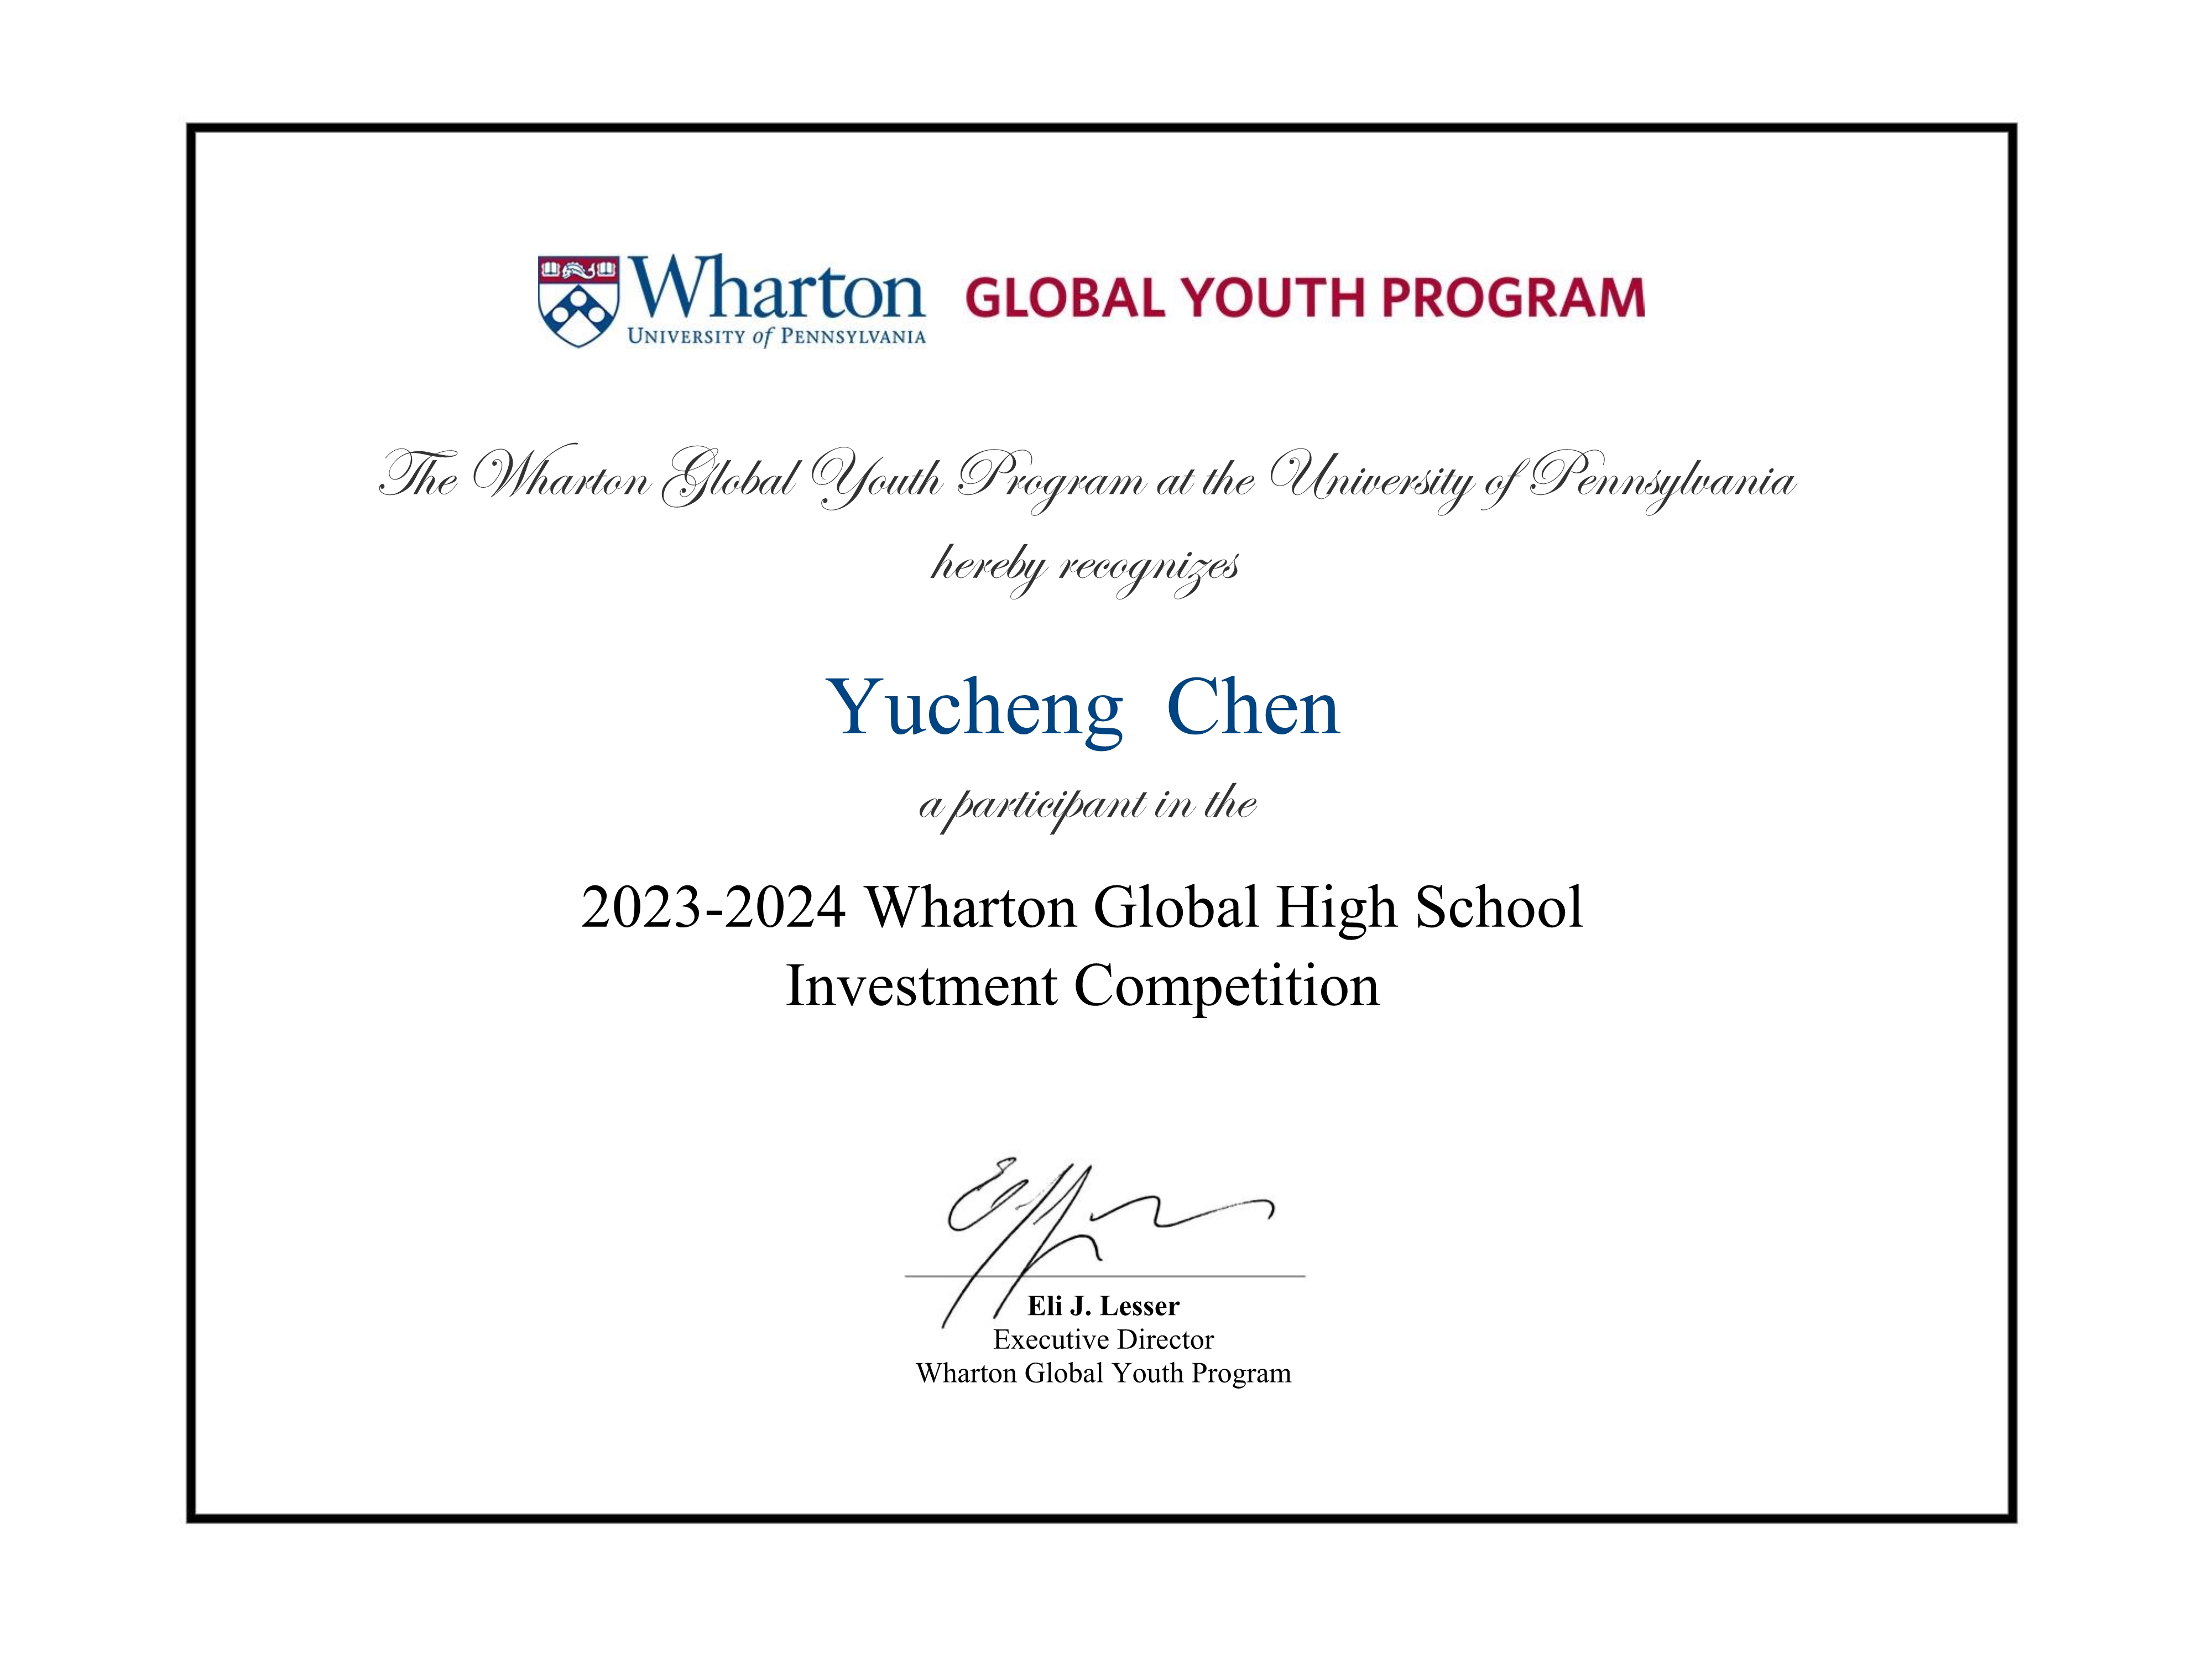 Wharton GLOBAL YOUTH PROGRAM
UNIVERSITY of PENNSYLVANIA
The Wharton Global Youth Program at the University of Pennsylvania
hereby recognizes
Yucheng Chen
a participant in the
2023-2024 Wharton Global High School
Investment Competition
Eli J. Lesser
Executive Director
Wharton Global Youth Program